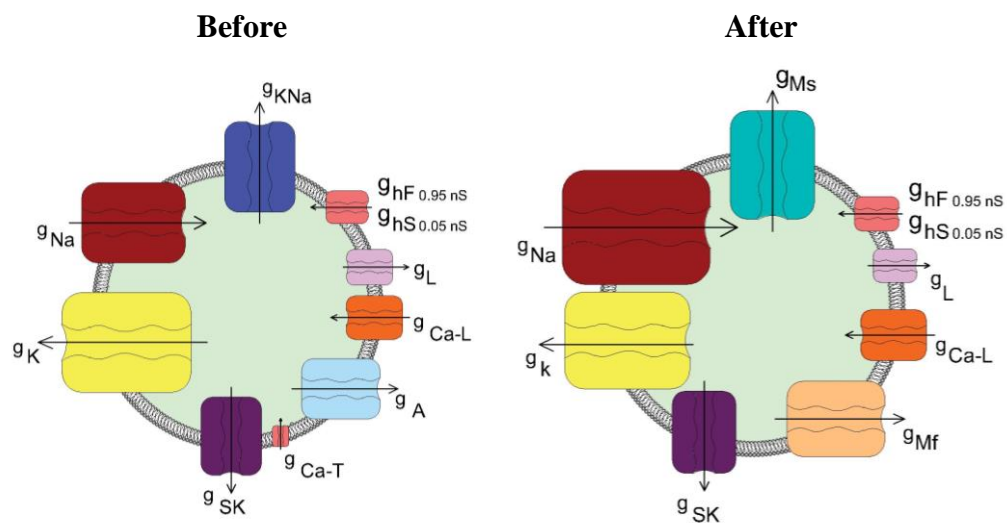 Before
gKNa
ghF 0.95 nS
ghS 0.05 nS
gNa
gL
gCa-L
gK
gA
gCa-T
gSK
After
gMs
ghF 0.95 nS
ghS 0.05 nS
gNa
gL
gCa-L
gk
gMf
gSK